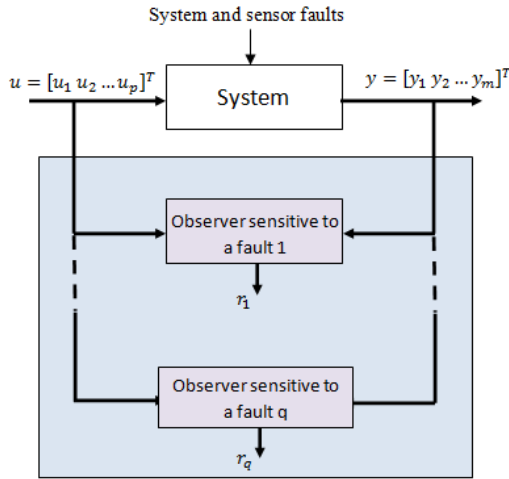 System and sensor faults
u = [u₁ u₂ … uₚ]ᵀ
y = [y₁ y₂ … yₘ]ᵀ
System
Observer sensitive to
a fault 1
r₁
Observer sensitive to
a fault q
r_q